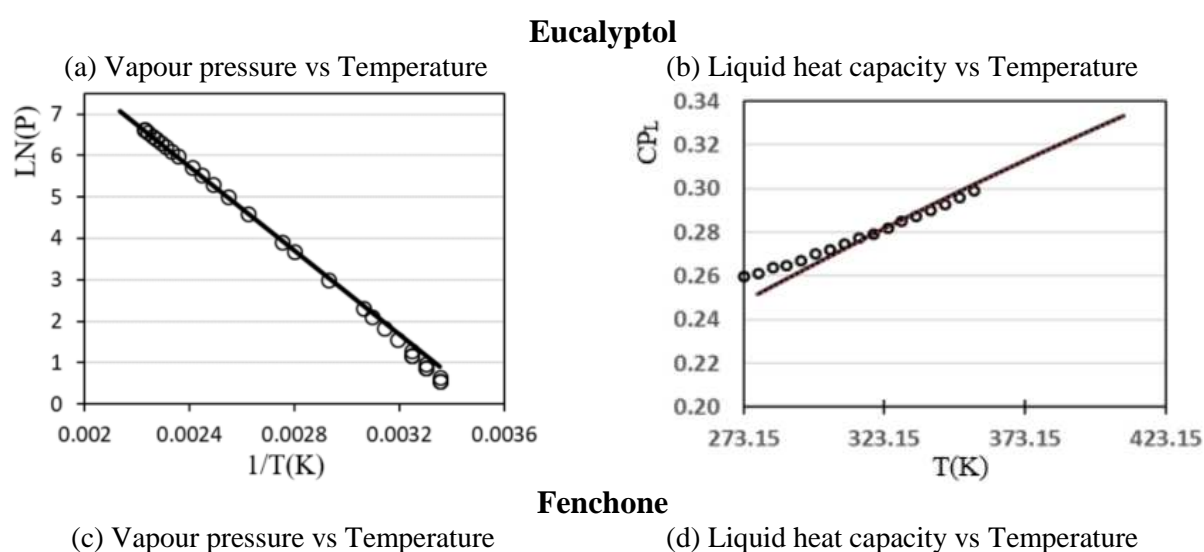 Eucalyptol
(a) Vapour pressure vs Temperature
(b) Liquid heat capacity vs Temperature
LN(P)
7
6
5
4
3
2
1
0
0.002 0.0024 0.0028 0.0032 0.0036
1/T(K)
CPL
0.34
0.32
0.30
0.28
0.26
0.24
0.22
0.20
273.15 323.15 373.15 423.15
T(K)
Fenchone
(c) Vapour pressure vs Temperature
(d) Liquid heat capacity vs Temperature